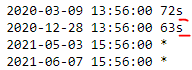 2020-03-09 13:56:00 72s
2020-12-28 13:56:00 63s
2021-05-03 15:56:00 *
2021-06-07 15:56:00 *